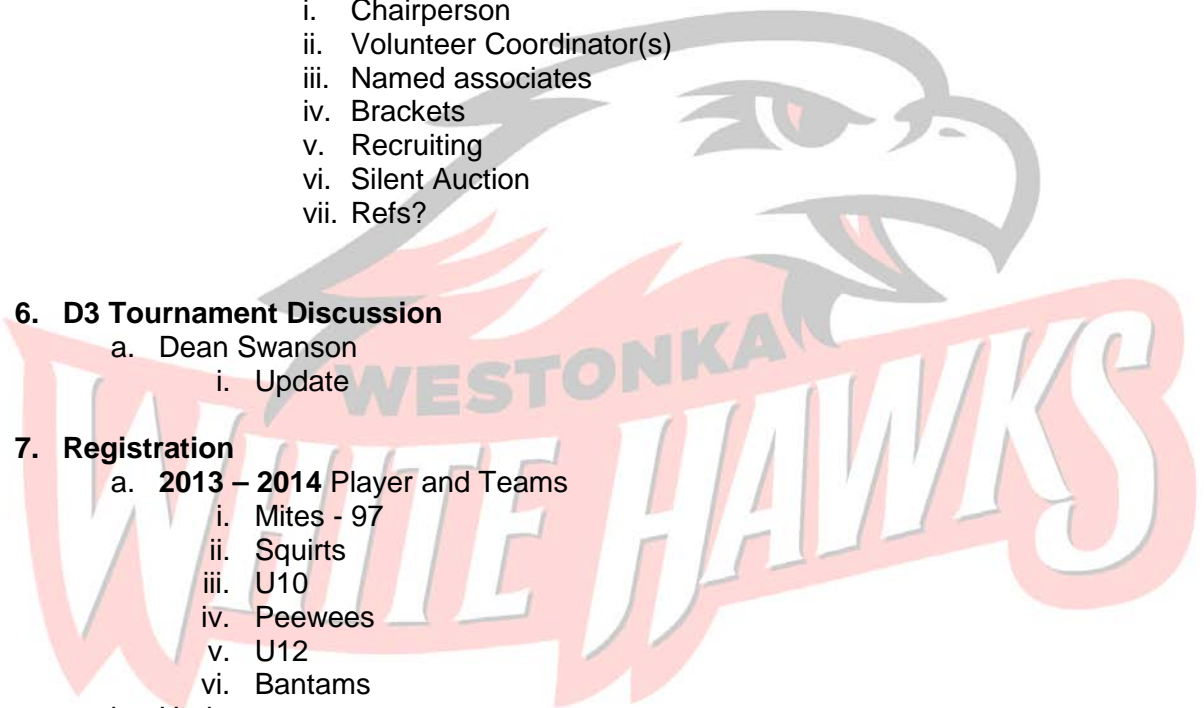 i. Chairperson
ii. Volunteer Coordinator(s)
iii. Named associates
iv. Brackets
v. Recruiting
vi. Silent Auction
vii. Refs?
6. D3 Tournament Discussion
a. Dean Swanson
i. Update
WESTONKA
WHITE HAWKS
7. Registration
a. 2013 – 2014 Player and Teams
i. Mites - 97
ii. Squirts
iii. U10
iv. Peewees
v. U12
vi. Bantams